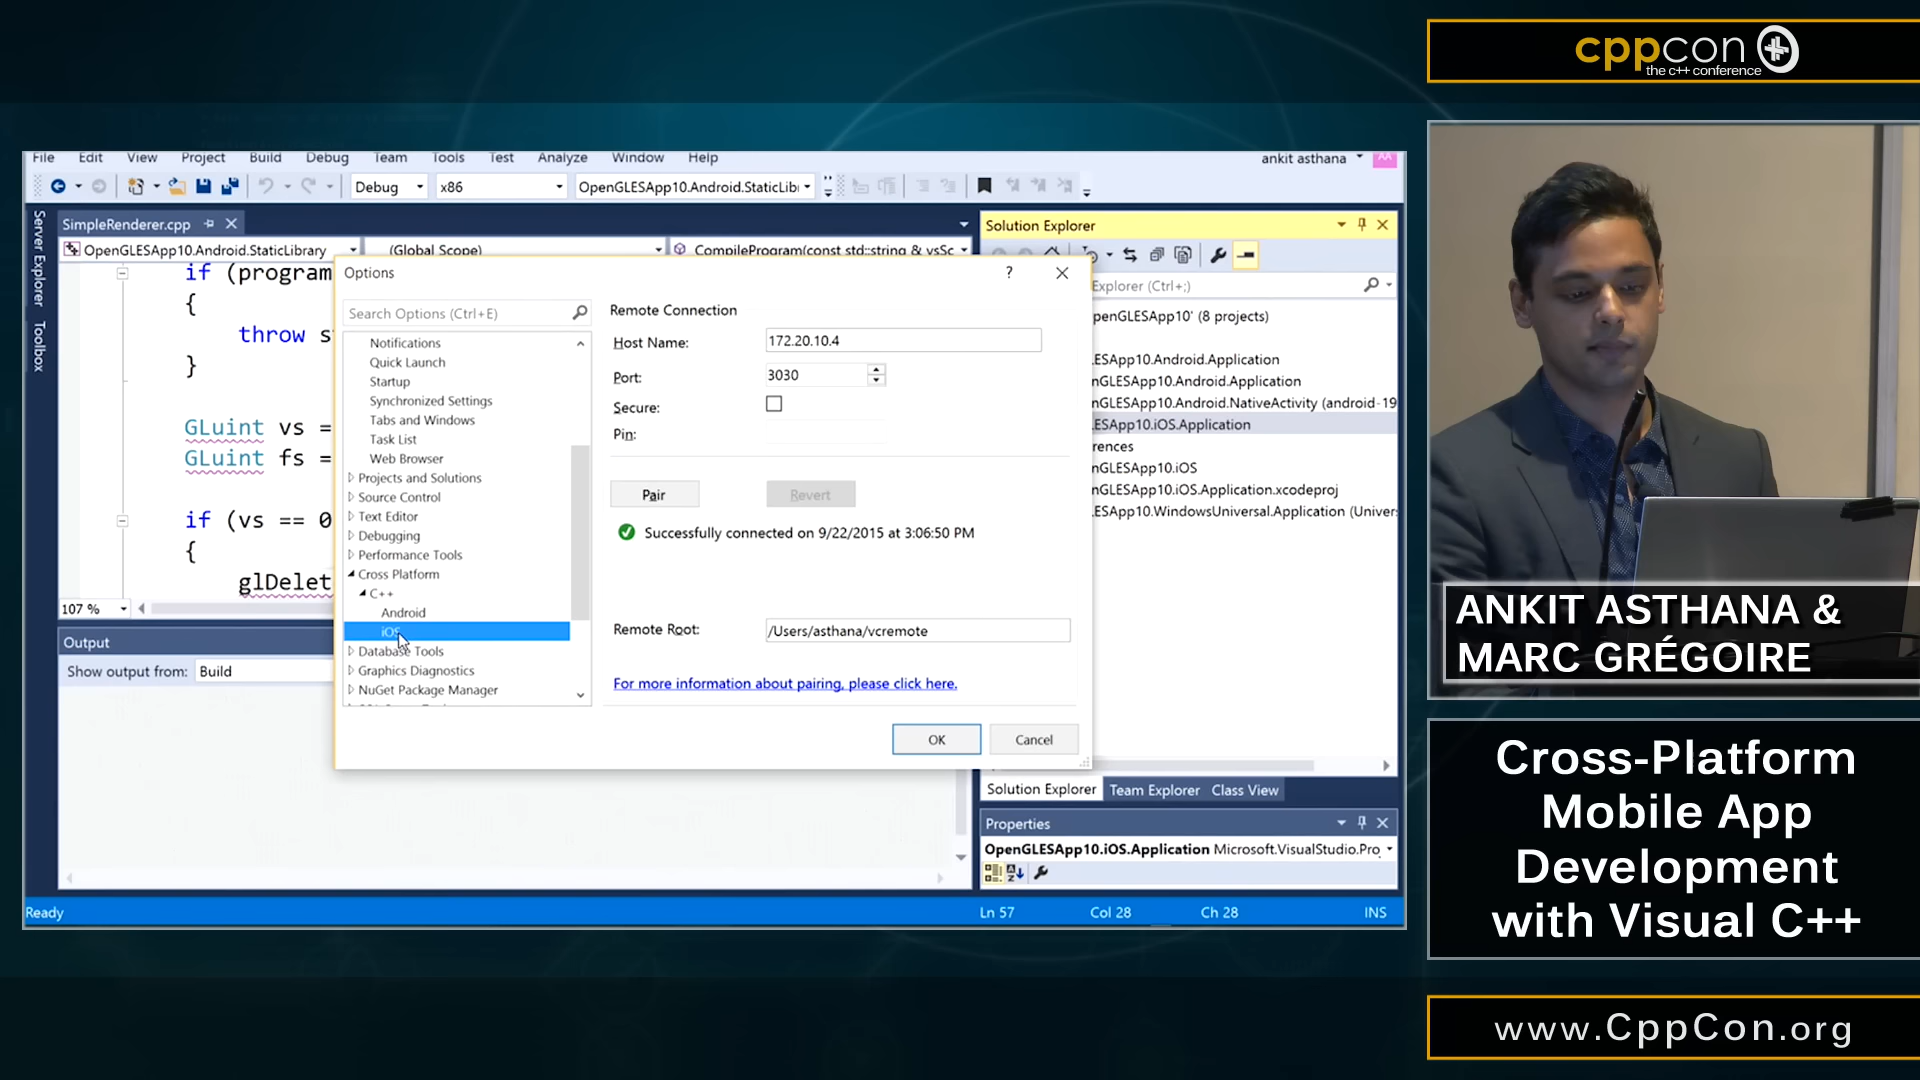 cppcon
the c++ conference
File Edit View Project Build Debug Team Tools Test Analyze Window Help
ankit asthana
AA
Debug x86 OpenGLESApp10.Android.StaticLib
Server Explorer
Toolbox
SimpleRenderer.cpp
OpenGLESApp10.Android.StaticLibrary (Global Scope) CompileProgram(const std::string & vsSc
if (program
{
throw s
}
GLuint vs =
GLuint fs =
if (vs == 0
{
glDelet
107 %
Output
Show output from: Build
Options
?
Search Options (Ctrl+E)
Notifications
Quick Launch
Startup
Synchronized Settings
Tabs and Windows
Task List
Web Browser
Projects and Solutions
Source Control
Text Editor
Debugging
Performance Tools
Cross Platform
C++
Android
iOS
Database Tools
Graphics Diagnostics
NuGet Package Manager
Remote Connection
Host Name: 172.20.10.4
Port: 3030
Secure:
Pin:
Pair Revert
Successfully connected on 9/22/2015 at 3:06:50 PM
Remote Root: /Users/asthana/vcremote
For more information about pairing, please click here.
OK Cancel
Solution Explorer
Explorer (Ctrl+;)
penGLESApp10' (8 projects)
ESApp10.Android.Application
nGLESApp10.Android.Application
nGLESApp10.Android.NativeActivity (android-19
ESApp10.iOS.Application
rences
nGLESApp10.iOS
nGLESApp10.iOS.Application.xcodeproj
ESApp10.WindowsUniversal.Application (Univers
Solution Explorer Team Explorer Class View
Properties
OpenGLESApp10.iOS.Application Microsoft.VisualStudio.Pro
Ready Ln 57 Col 28 Ch 28 INS
ANKIT ASTHANA &
MARC GRÉGOIRE
Cross-Platform
Mobile App
Development
with Visual C++
www.CppCon.org